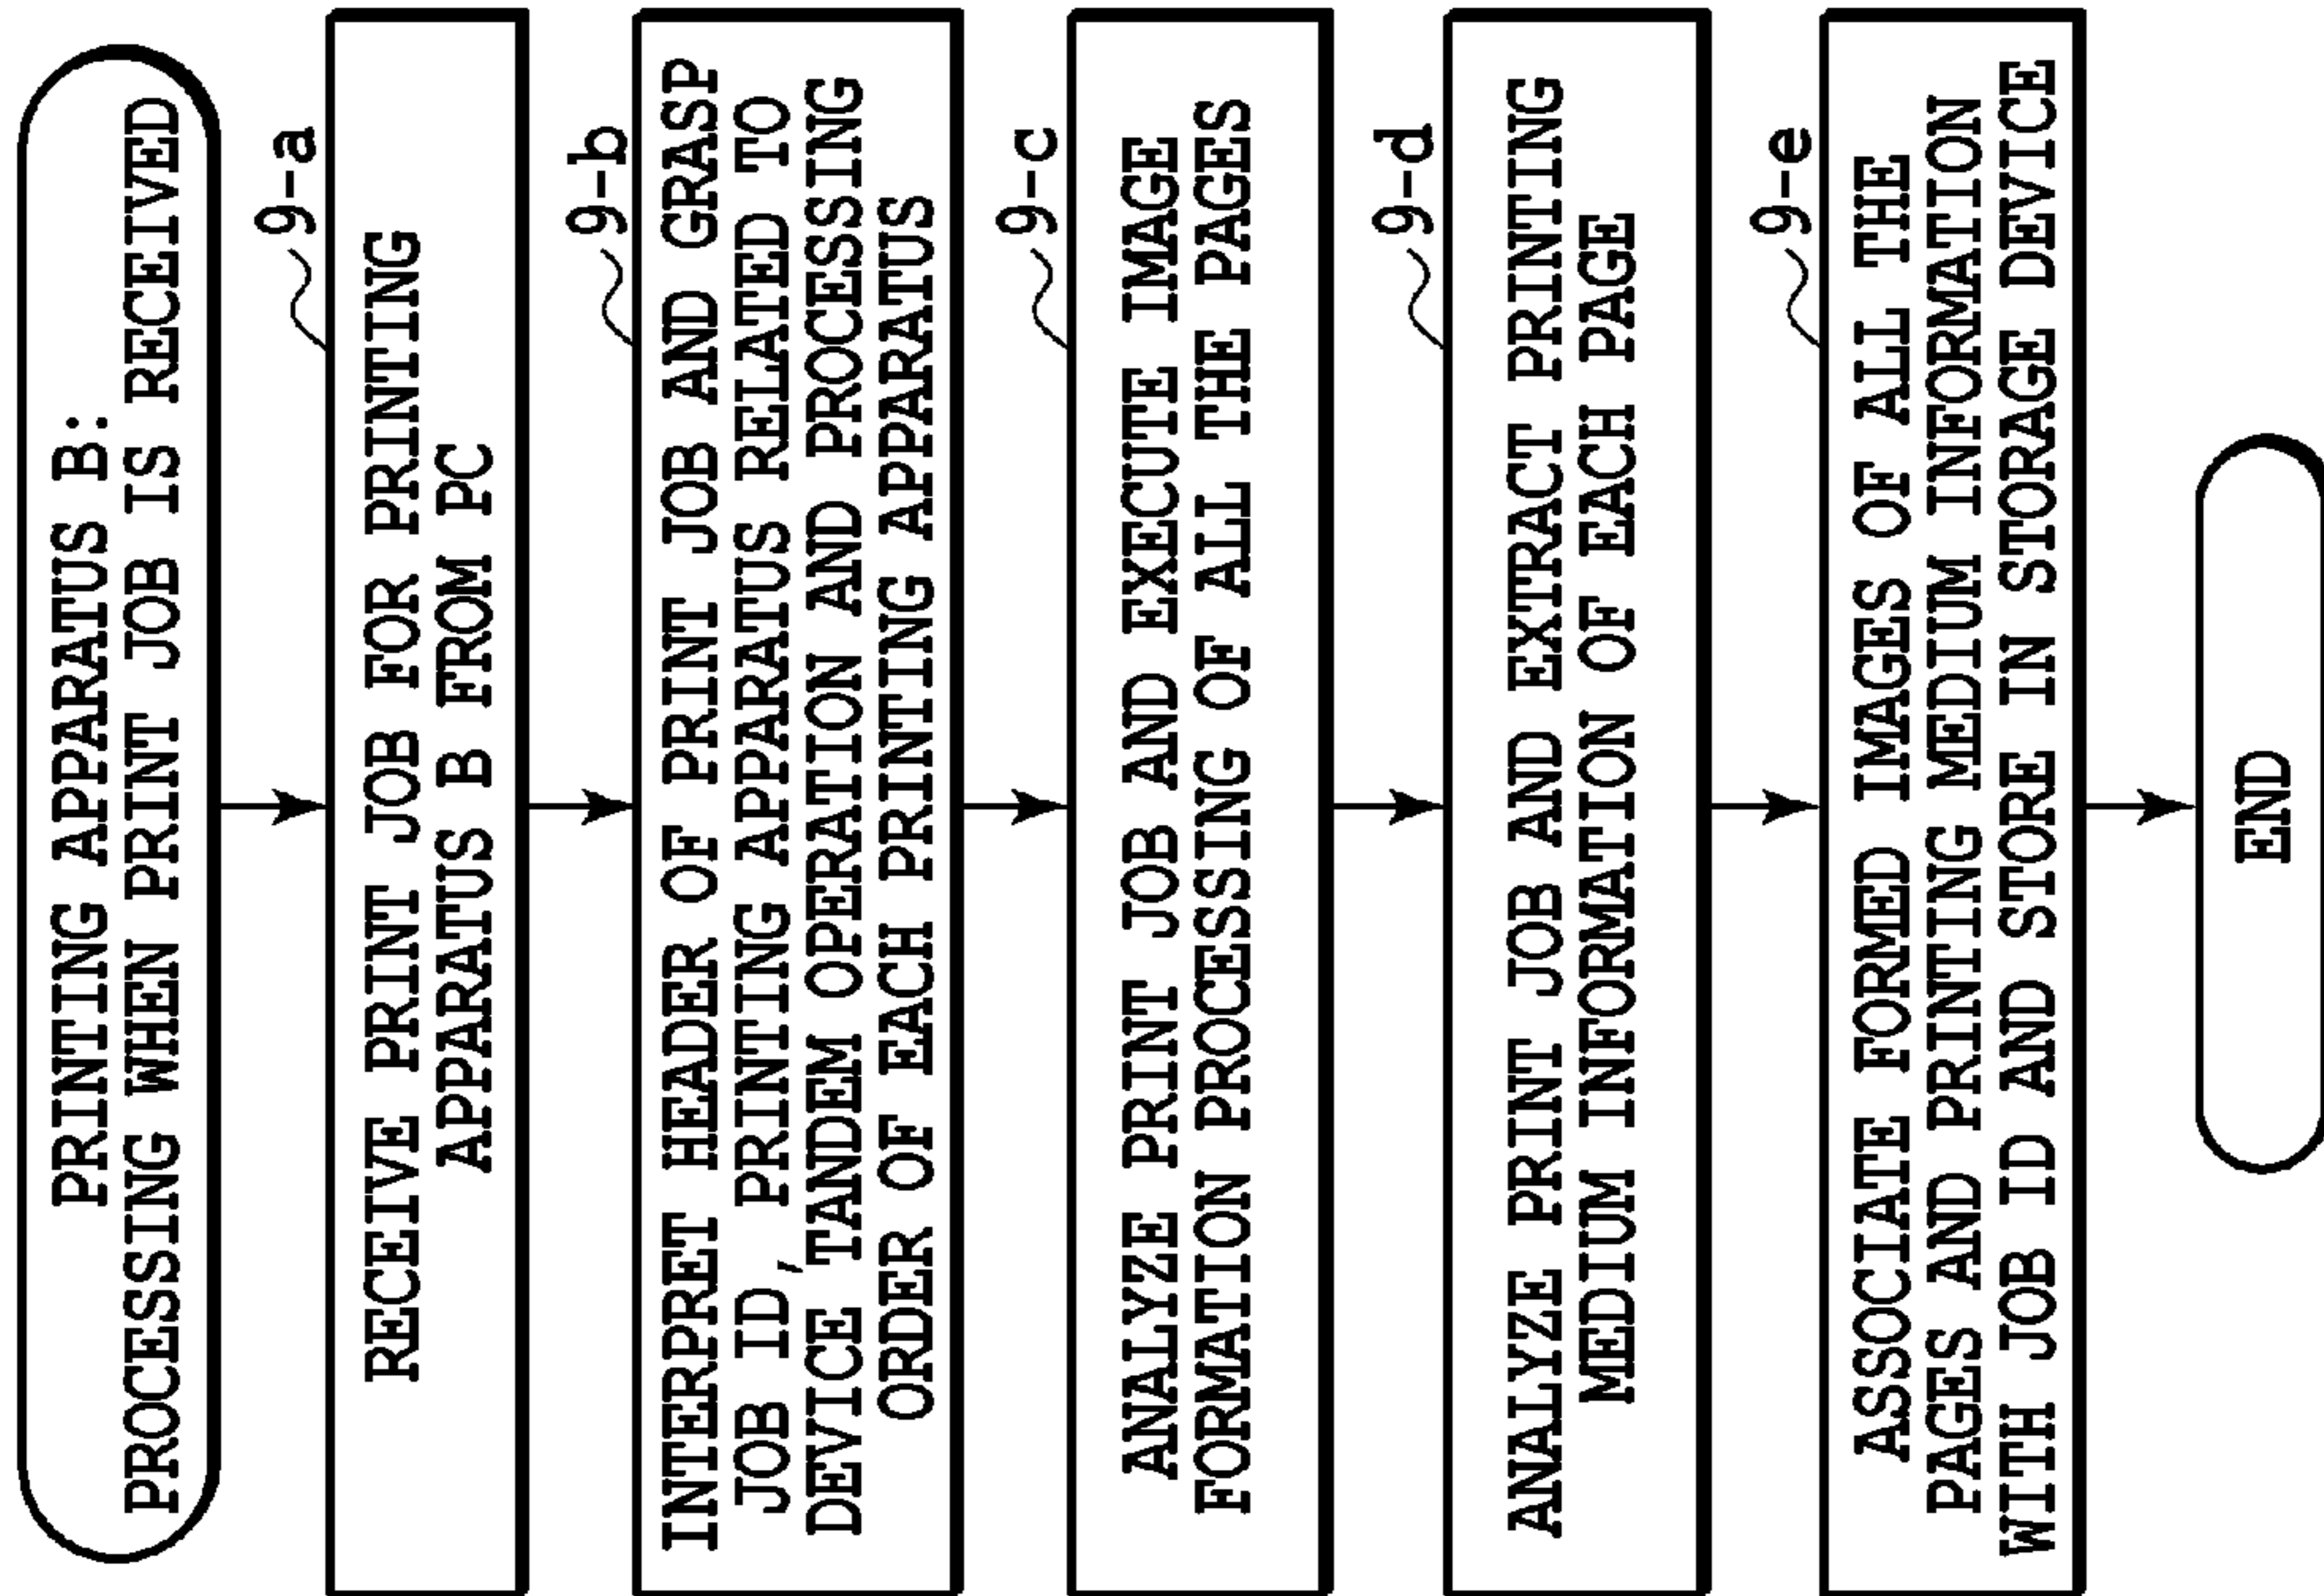 PRINTING APPARATUS B:
PROCESSING WHEN PRINT JOB IS RECEIVED
9-a
RECEIVE PRINT JOB FOR PRINTING
APPARATUS B FROM PC
9-b
INTERPRET HEADER OF PRINT JOB AND GRASP
JOB ID, PRINTING APPARATUS RELATED TO
DEVICE TANDEM OPERATION AND PROCESSING
ORDER OF EACH PRINTING APPARATUS
9-c
ANALYZE PRINT JOB AND EXECUTE IMAGE
FORMATION PROCESSING OF ALL THE PAGES
9-d
ANALYZE PRINT JOB AND EXTRACT PRINTING
MEDIUM INFORMATION OF EACH PAGE
9-e
ASSOCIATE FORMED IMAGES OF ALL THE
PAGES AND PRINTING MEDIUM INFORMATION
WITH JOB ID AND STORE IN STORAGE DEVICE
END